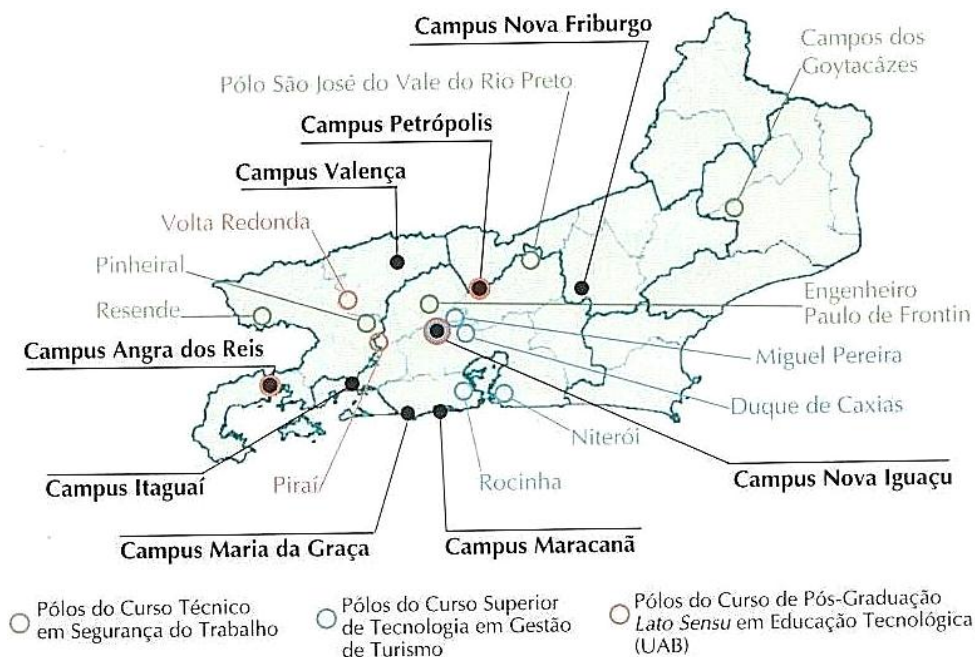 Campus Nova Friburgo
Campos dos
Goytacázes
Pólo São José do Vale do Rio Preto
Campus Petrópolis
Campus Valença
Volta Redonda
Pinheiral
Resende
Engenheiro
Paulo de Frontin
Campus Angra dos Reis
Miguel Pereira
Duque de Caxias
Niterói
Campus Itaguaí
Piraí
Rocinha
Campus Nova Iguaçu
Campus Maria da Graça
Campus Maracanã
Pólos do Curso Técnico
em Segurança do Trabalho
Pólos do Curso Superior
de Tecnologia em Gestão
de Turismo
Pólos do Curso de Pós-Graduação
Lato Sensu em Educação Tecnológica
(UAB)